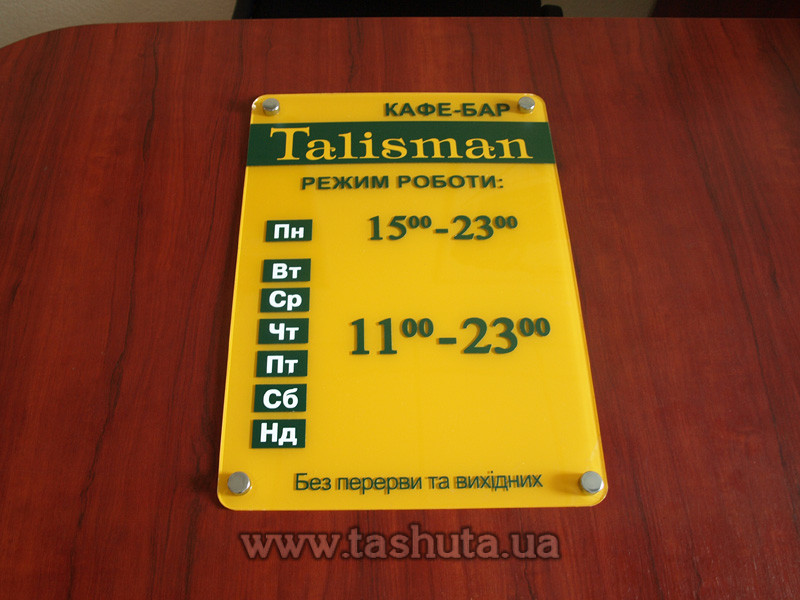 КАФЕ-БАР
Talisman
РЕЖИМ РОБОТИ:
Пн 15⁰⁰-23⁰⁰
Вт
Ср
Чт 11⁰⁰-23⁰⁰
Пт
Сб
Нд
Без перерви та вихідних
www.tashuta.ua